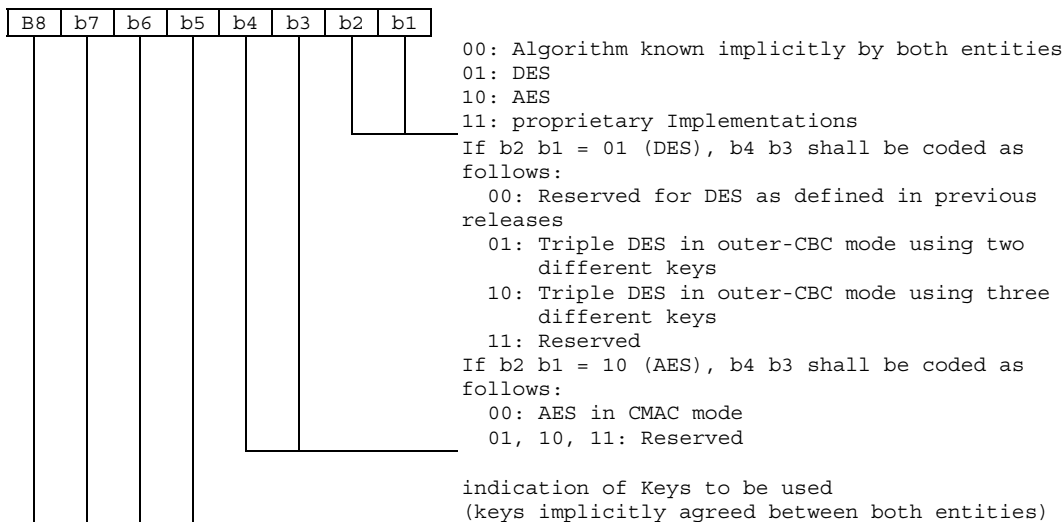 B8 b7 b6 b5 b4 b3 b2 b1
00: Algorithm known implicitly by both entities
01: DES
10: AES
11: proprietary Implementations
If b2 b1 = 01 (DES), b4 b3 shall be coded as
follows:
00: Reserved for DES as defined in previous
releases
01: Triple DES in outer-CBC mode using two
different keys
10: Triple DES in outer-CBC mode using three
different keys
11: Reserved
If b2 b1 = 10 (AES), b4 b3 shall be coded as
follows:
00: AES in CMAC mode
01, 10, 11: Reserved
indication of Keys to be used
(keys implicitly agreed between both entities)